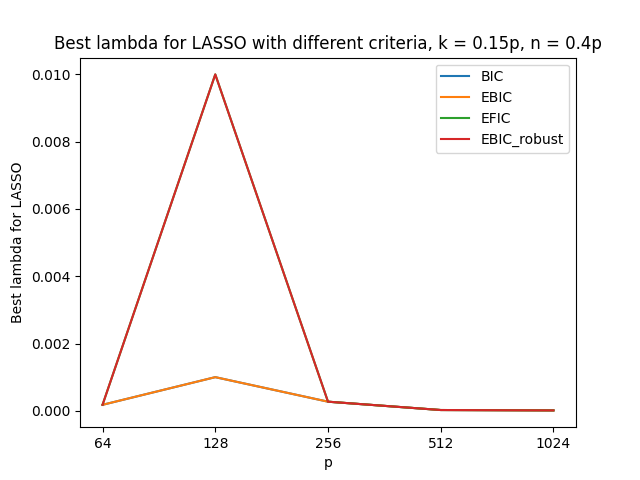 Best lambda for LASSO with different criteria, k = 0.15p, n = 0.4p
BIC
EBIC
EFIC
EBIC_robust
Best lambda for LASSO
0.010
0.008
0.006
0.004
0.002
0.000
64
128
256
512
1024
p